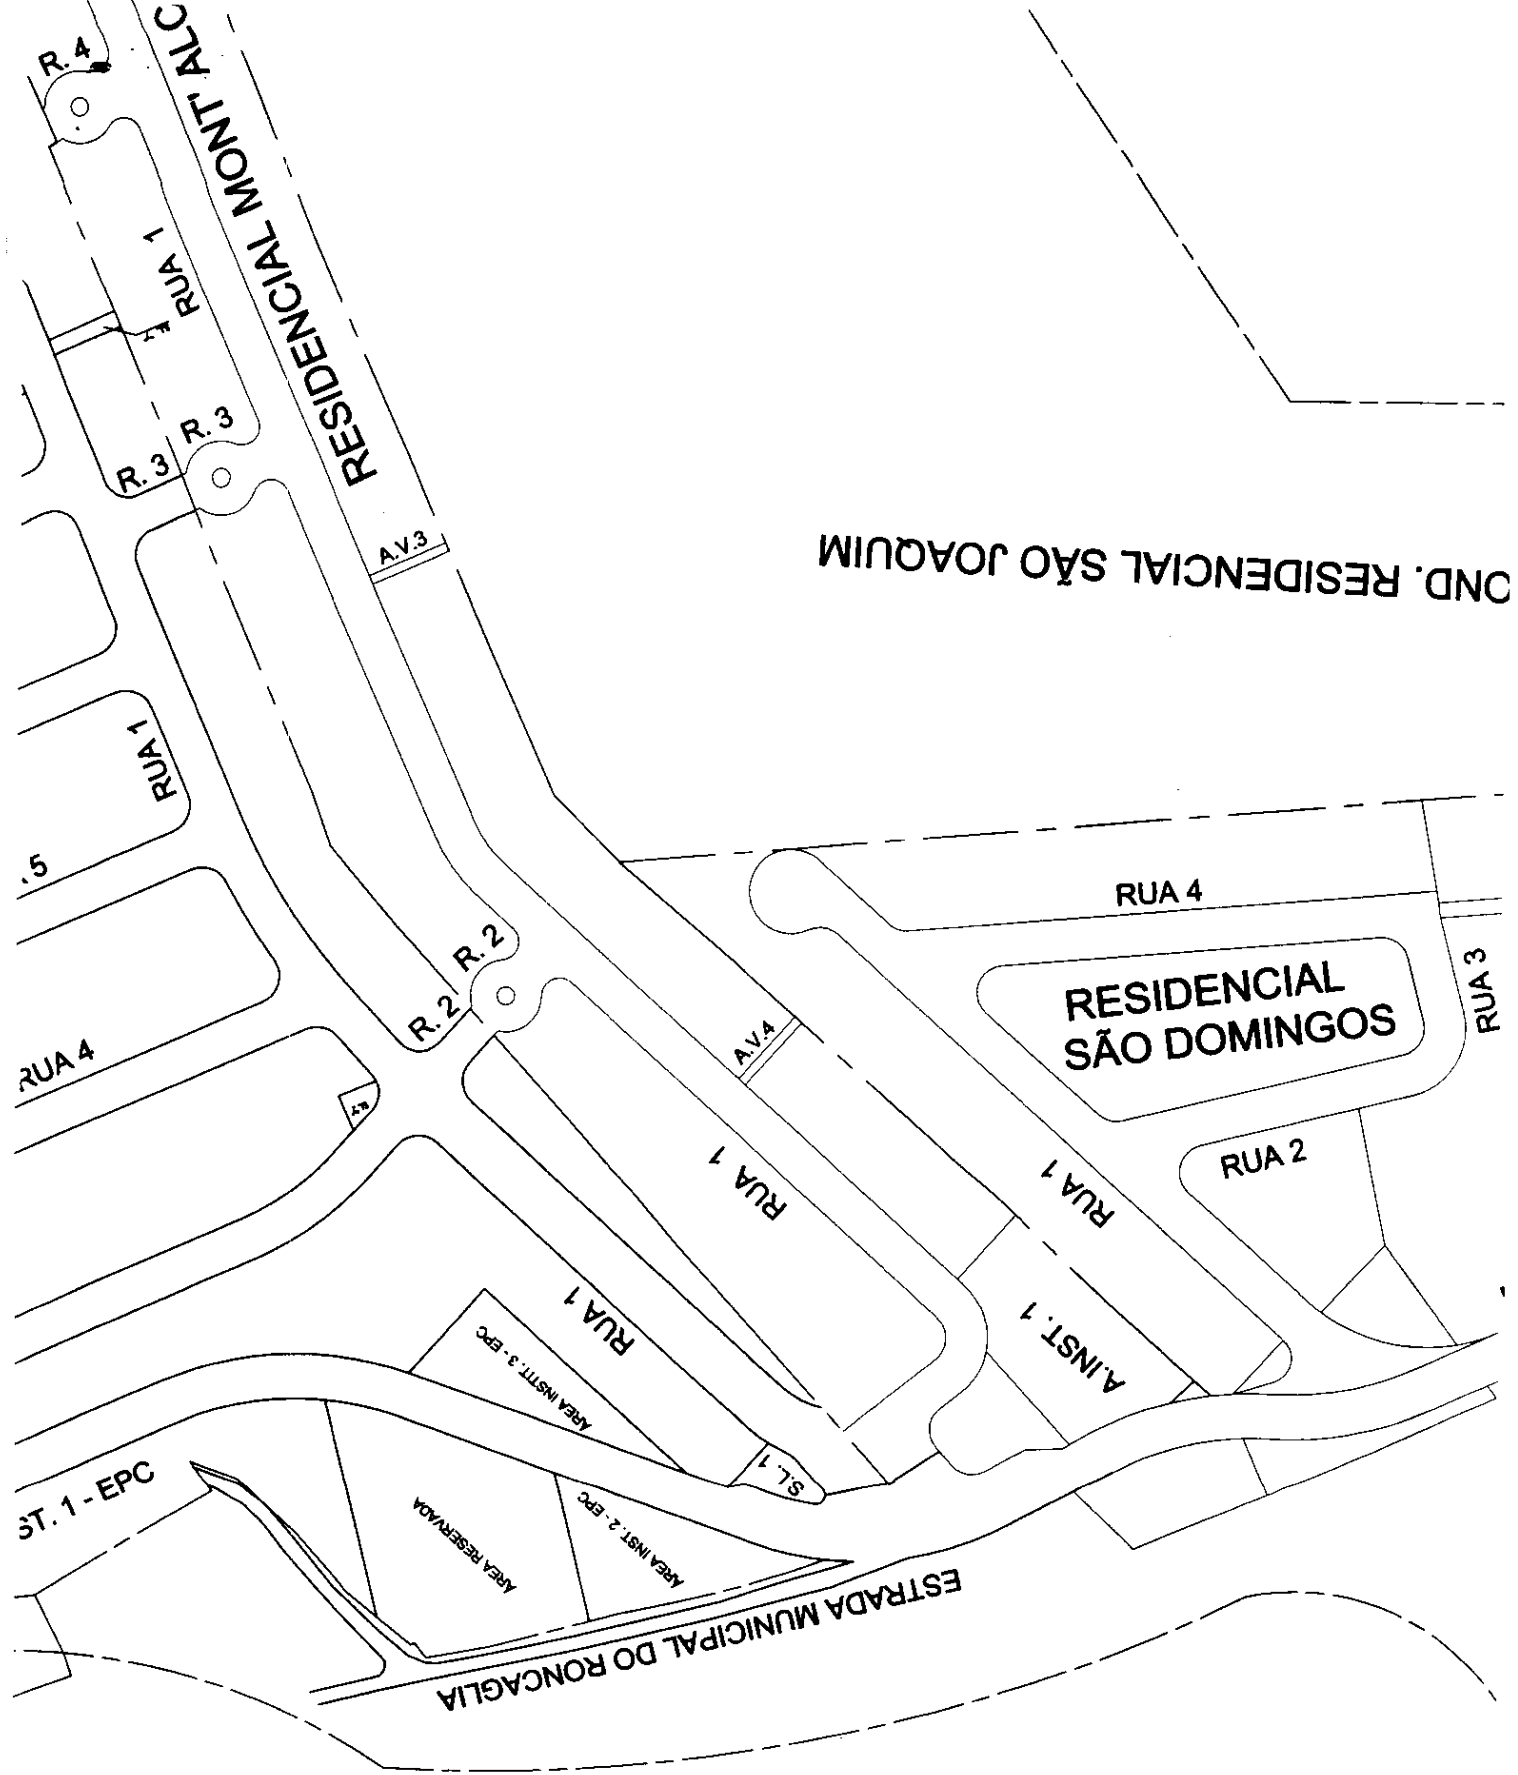 R. 4
RESIDENCIAL MONT' ALC
RUA 1
R. 3
R. 3
A.V.3
OND. RESIDENCIAL SÃO JOAQUIM
RUA 1
. 5
RUA 4
RESIDENCIAL
SÃO DOMINGOS
RUA 3
R. 2
R. 2
RUA 4
A.V.4
RUA 1
RUA 1
RUA 2
RUA 1
A.INST. 1
ÁREA INSTIT. 3 - EPC
S.L. 1
ST. 1 - EPC
ÁREA RESERVADA
ÁREA INST. 2 - EPC
ESTRADA MUNICIPAL DO RONCAGLIA